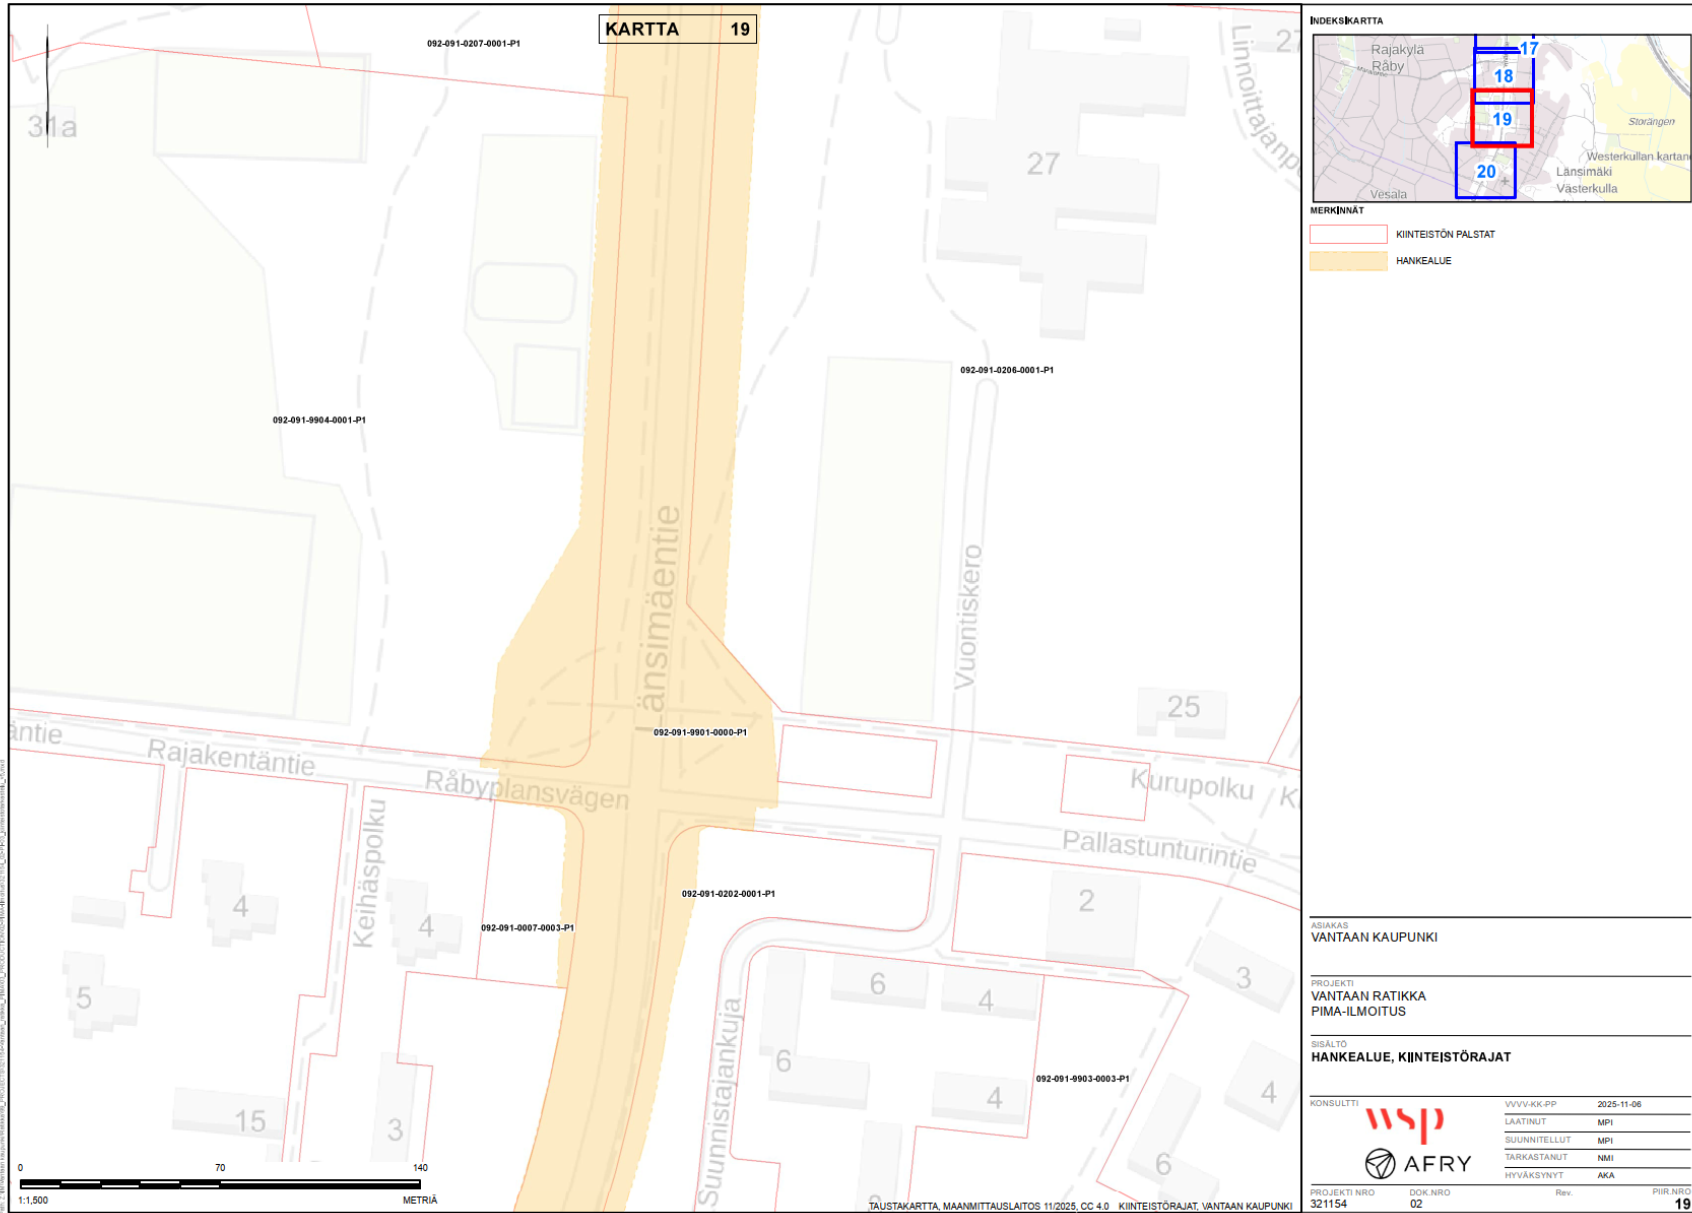 KARTTA 19
092-091-0207-0001-P1
31a
27
27
Linnoittajanp
092-091-0206-0001-P1
092-091-9904-0001-P1
Länsimäentie
Vuontiskero
25
092-091-9901-0000-P1
äntie
Rajakentäntie
Råbyplansvägen
Kurupolku
K
Pallastunturintie
Keihäspolku
4
4
092-091-0202-0001-P1
092-091-0007-0003-P1
2
5
6
4
3
Suunnistajankuja
6
4
4
092-091-9903-0003-P1
15
3
6
0 70 140
1:1,500 METRIÄ
TAUSTAKARTTA, MAANMITTAUSLAITOS 11/2025, CC 4.0 KIINTEISTÖRAJAT, VANTAAN KAUPUNKI
INDEKSIKARTTA
Rajakylä
Råby
17
18
19
20
Storängen
Westerkullan kartan
Länsimäki
Västerkulla
Vesala
MERKINNÄT
KIINTEISTÖN PALSTAT
HANKEALUE
ASIAKAS
VANTAAN KAUPUNKI
PROJEKTI
VANTAAN RATIKKA
PIMA-ILMOITUS
SISÄLTÖ
HANKEALUE, KIINTEISTÖRAJAT
KONSULTTI
wsp
AFRY
VVVV-KK-PP 2025-11-06
LAATINUT MPI
SUUNNITELLUT MPI
TARKASTANUT NMI
HYVÄKSYNYT AKA
PROJEKTI NRO DOK.NRO Rev. PIIR.NRO
321154 02 19